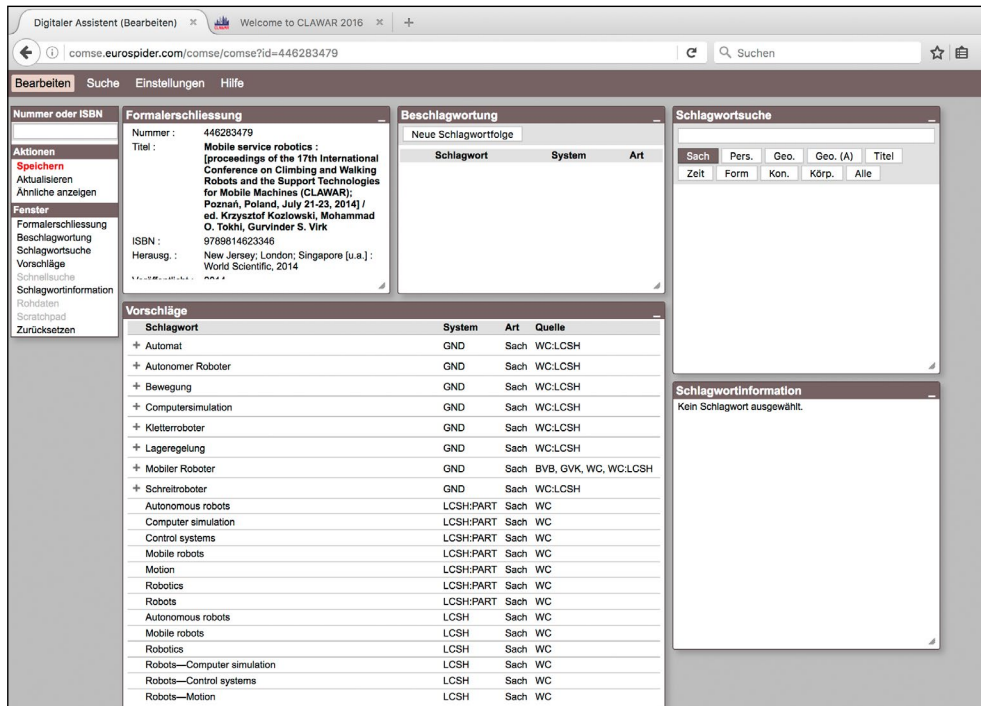 Digitaler Assistent (Bearbeiten) ×
Welcome to CLAWAR 2016 × +
comse.eurospider.com/comse/comse?id=446283479
Suchen
Bearbeiten Suche Einstellungen Hilfe
Nummer oder ISBN
Aktionen
Speichern
Aktualisieren
Ähnliche anzeigen
Fenster
Formalerschliessung
Beschlagwortung
Schlagwortsuche
Vorschläge
Schnellsuche
Schlagwortinformation
Rohdaten
Scratchpad
Zurücksetzen
Formalerschliessung
Nummer : 446283479
Titel : Mobile service robotics :
[proceedings of the 17th International
Conference on Climbing and Walking
Robots and the Support Technologies
for Mobile Machines (CLAWAR);
Poznań, Poland, July 21-23, 2014] /
ed. Krzysztof Kozlowski, Mohammad
O. Tokhi, Gurvinder S. Virk
ISBN : 9789814623346
Herausg. : New Jersey; London; Singapore [u.a.] :
World Scientific, 2014
Veröffentlicht : 2014
Beschlagwortung
Neue Schlagwortfolge
Schlagwort System Art
Schlagwortsuche
Sach Pers. Geo. Geo. (A) Titel
Zeit Form Kon. Körp. Alle
Vorschläge
Schlagwort System Art Quelle
+ Automat GND Sach WC:LCSH
+ Autonomer Roboter GND Sach WC:LCSH
+ Bewegung GND Sach WC:LCSH
+ Computersimulation GND Sach WC:LCSH
+ Kletterroboter GND Sach WC:LCSH
+ Lageregelung GND Sach WC:LCSH
+ Mobiler Roboter GND Sach BVB, GVK, WC, WC:LCSH
+ Schreitroboter GND Sach WC:LCSH
Autonomous robots LCSH:PART Sach WC
Computer simulation LCSH:PART Sach WC
Control systems LCSH:PART Sach WC
Mobile robots LCSH:PART Sach WC
Motion LCSH:PART Sach WC
Robotics LCSH:PART Sach WC
Robots LCSH:PART Sach WC
Autonomous robots LCSH Sach WC
Mobile robots LCSH Sach WC
Robotics LCSH Sach WC
Robots—Computer simulation LCSH Sach WC
Robots—Control systems LCSH Sach WC
Robots—Motion LCSH Sach WC
Schlagwortinformation
Kein Schlagwort ausgewählt.